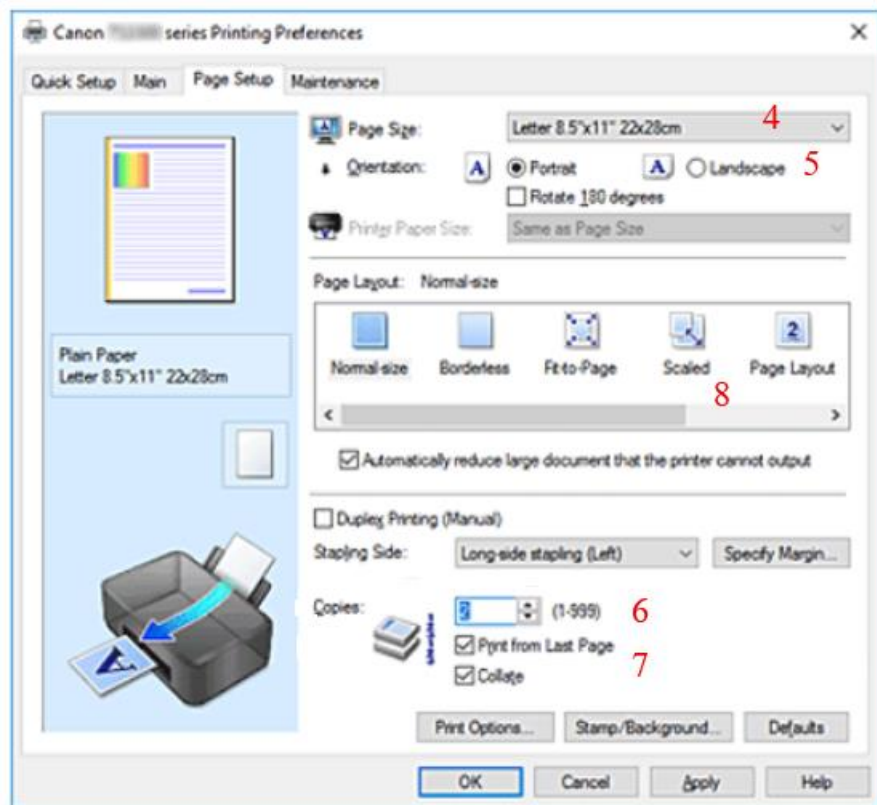 Canon series Printing Preferences
Quick Setup Main Page Setup Maintenance
Page Size: Letter 8.5"x11" 22x28cm 4
Orientation: A Portrait A Landscape 5
Rotate 180 degrees
Printer Paper Size: Same as Page Size
Page Layout: Normal-size
2
Normal-size Borderless Fit-to-Page Scaled Page Layout
8
Plain Paper
Letter 8.5"x11" 22x28cm
Automatically reduce large document that the printer cannot output
Duplex Printing (Manual)
Stapling Side: Long-side stapling (Left) Specify Margin...
Copies: 2 (1-999) 6
Print from Last Page
Collate 7
A
Print Options... Stamp/Background... Defaults
OK Cancel Apply Help